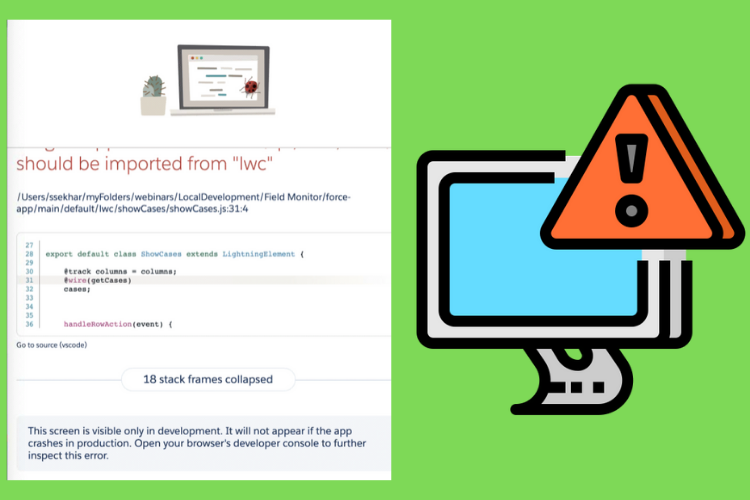 should be imported from "lwc"
/Users/ssekhar/myFolders/webinars/LocalDevelopment/Field Monitor/force-
app/main/default/lwc/showCases/showCases.js:31:4
27
28 export default class ShowCases extends LightningElement {
29
30 @track columns = columns;
31 @wire(getCases)
32 cases;
33
34
35
36 handleRowAction(event) {
Go to source (vscode)
18 stack frames collapsed
This screen is visible only in development. It will not appear if the app
crashes in production. Open your browser's developer console to further
inspect this error.
!